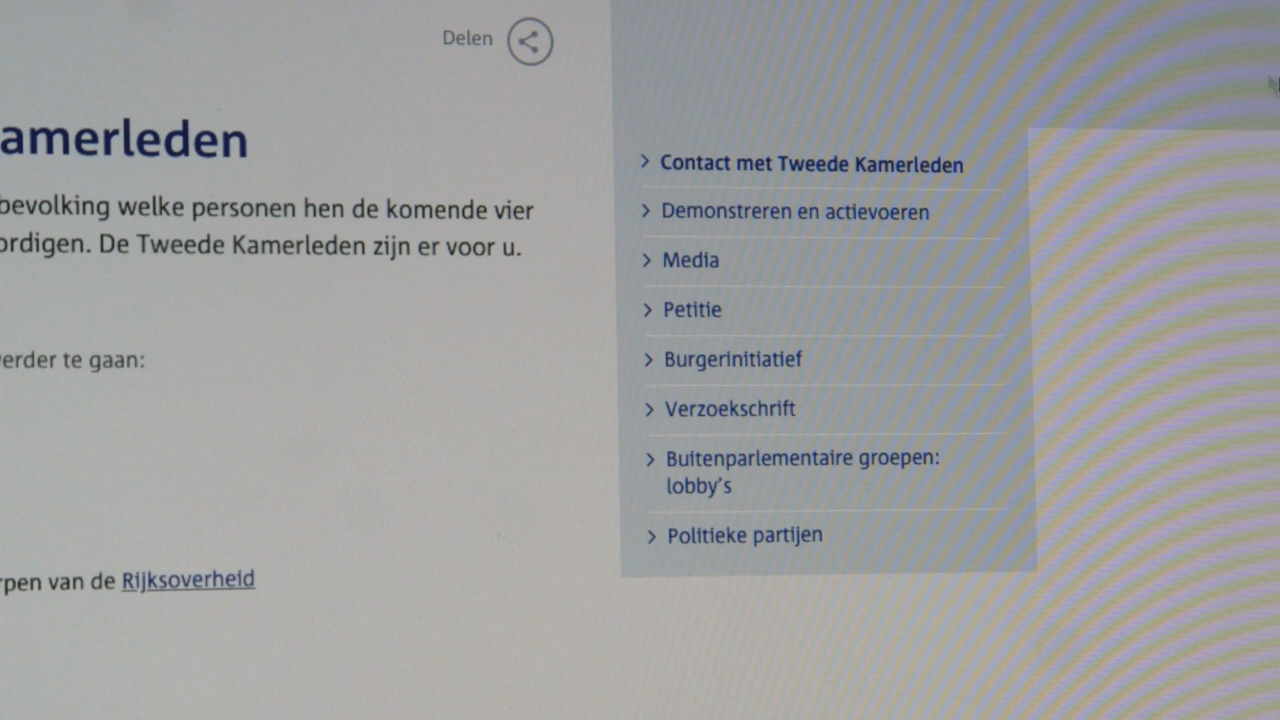 Delen
amerleden
bevolking welke personen hen de komende vier
ordigen. De Tweede Kamerleden zijn er voor u.
erder te gaan:
rpen van de Rijksoverheid
Contact met Tweede Kamerleden
Demonstreren en actievoeren
Media
Petitie
Burgerinitiatief
Verzoekschrift
Buitenparlementaire groepen:
lobby's
Politieke partijen